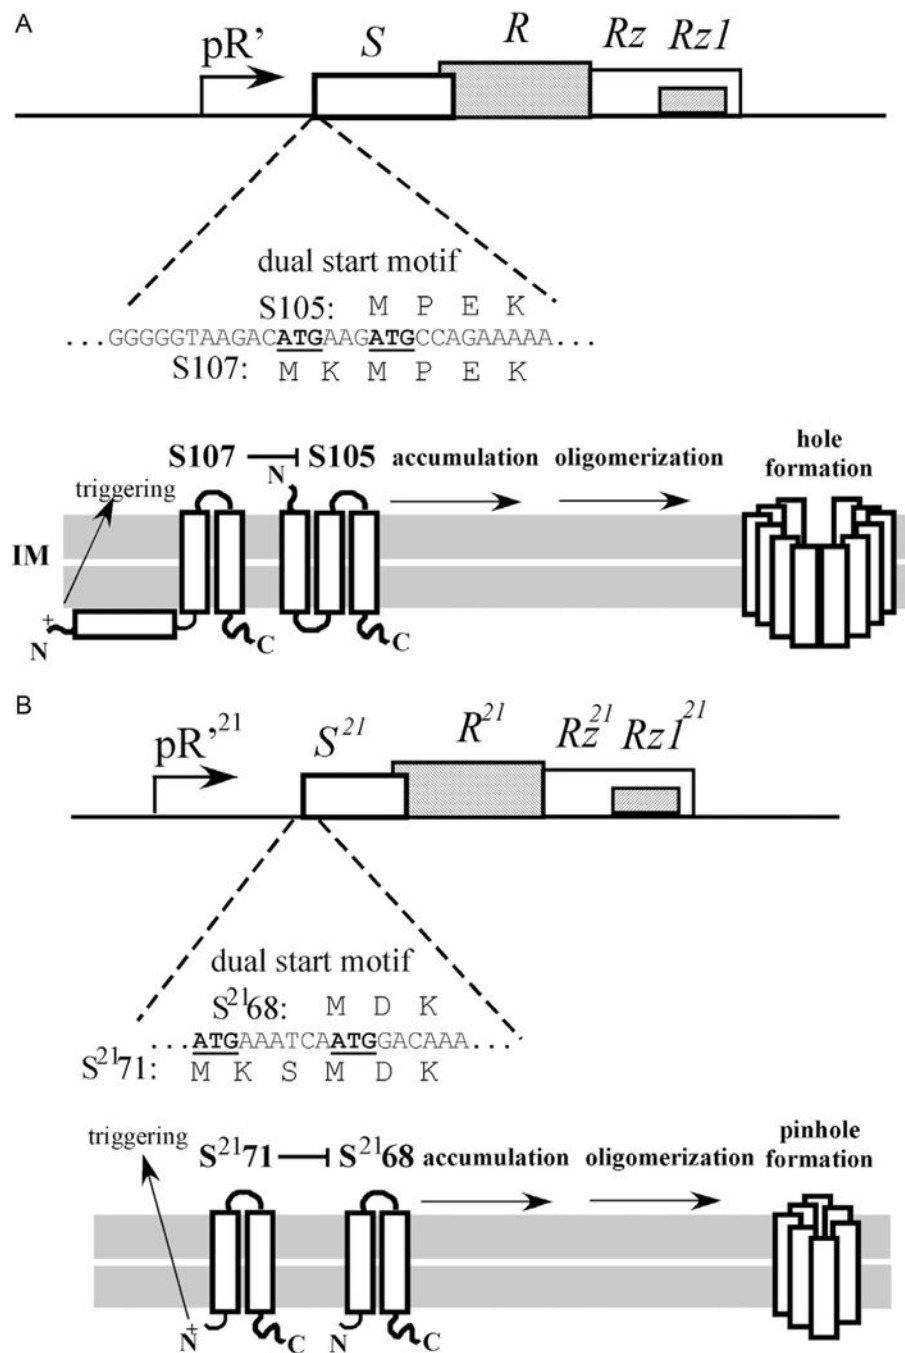 A
pR’ S R Rz Rz1
dual start motif
S105: M P E K
...GGGGGTAAGACATGAAGATGCCAGAAAAA...
S107: M K M P E K
S107 S105 accumulation oligomerization hole formation
triggering N
IM
+
N C C
B
pR’21 S21 R21 Rz21 Rz121
dual start motif
S2168: M D K
...ATGAAATCAATGGACAAA...
S2171: M K S M D K
triggering S2171 S2168 accumulation oligomerization pinhole formation
+
N C N C